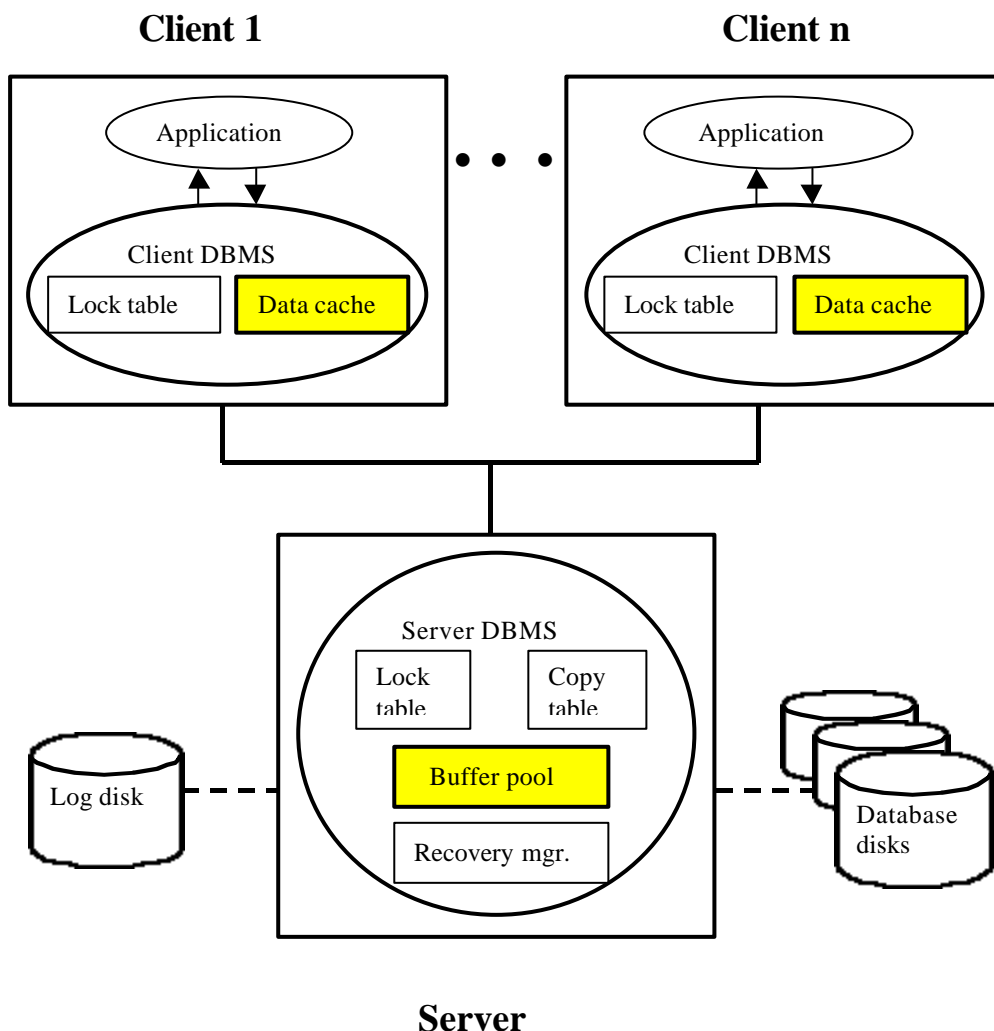 Client 1
Client n
Application
Application
Client DBMS
Client DBMS
Lock table
Data cache
Lock table
Data cache
Server DBMS
Lock
table
Copy
table
Buffer pool
Recovery mgr.
Log disk
Database
disks
Server